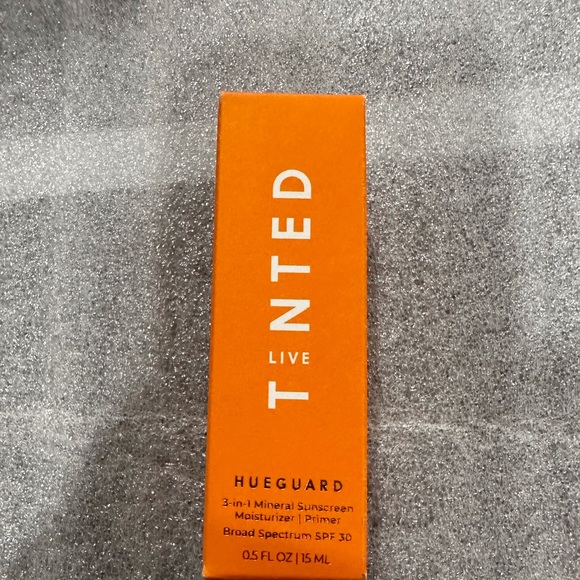 LIVE TINTED
HUEGUARD
3-in-1 Mineral Sunscreen
Moisturizer | Primer
Broad Spectrum SPF 30
0.5 FL OZ | 15 ML